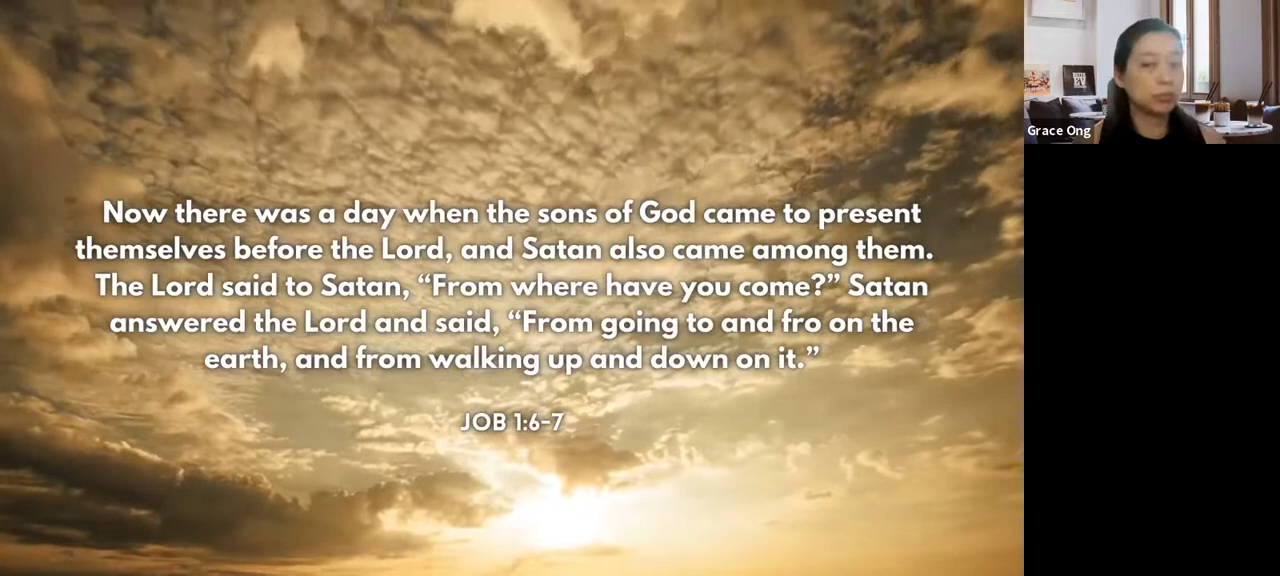 Now there was a day when the sons of God came to present
themselves before the Lord, and Satan also came among them.
The Lord said to Satan, “From where have you come?” Satan
answered the Lord and said, “From going to and fro on the
earth, and from walking up and down on it.”
JOB 1:6-7
Grace Ong